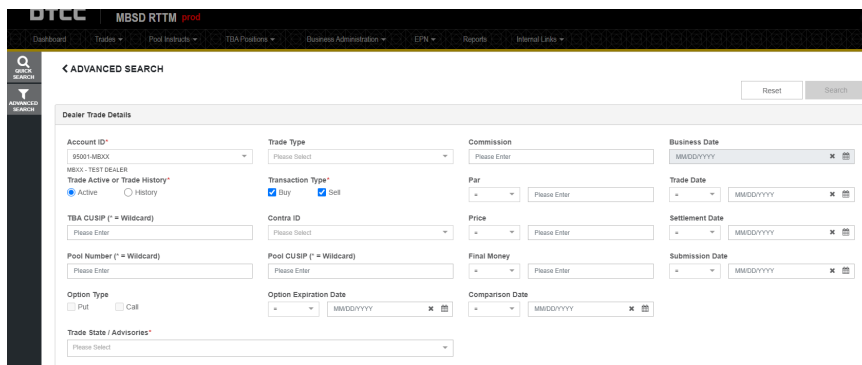 DTCC MBSD RTTM prod
Dashboard Trades Pool Instructs TBA Positions Business Administration EPN Reports Internal Links
QUICK SEARCH
ADVANCED SEARCH
ADVANCED SEARCH
Reset Search
Dealer Trade Details
Account ID* Trade Type Commission Business Date
95001-MBXX Please Select Please Enter MM/DD/YYYY
MBXX - TEST DEALER
Trade Active or Trade History* Transaction Type* Par Trade Date
Active History Buy Sell = Please Enter = MM/DD/YYYY
TBA CUSIP (* = Wildcard) Contra ID Price Settlement Date
Please Enter Please Select = Please Enter = MM/DD/YYYY
Pool Number (* = Wildcard) Pool CUSIP (* = Wildcard) Final Money Submission Date
Please Enter Please Enter = Please Enter = MM/DD/YYYY
Option Type Option Expiration Date Comparison Date
Put Call = MM/DD/YYYY = MM/DD/YYYY
Trade State / Advisories*
Please Select